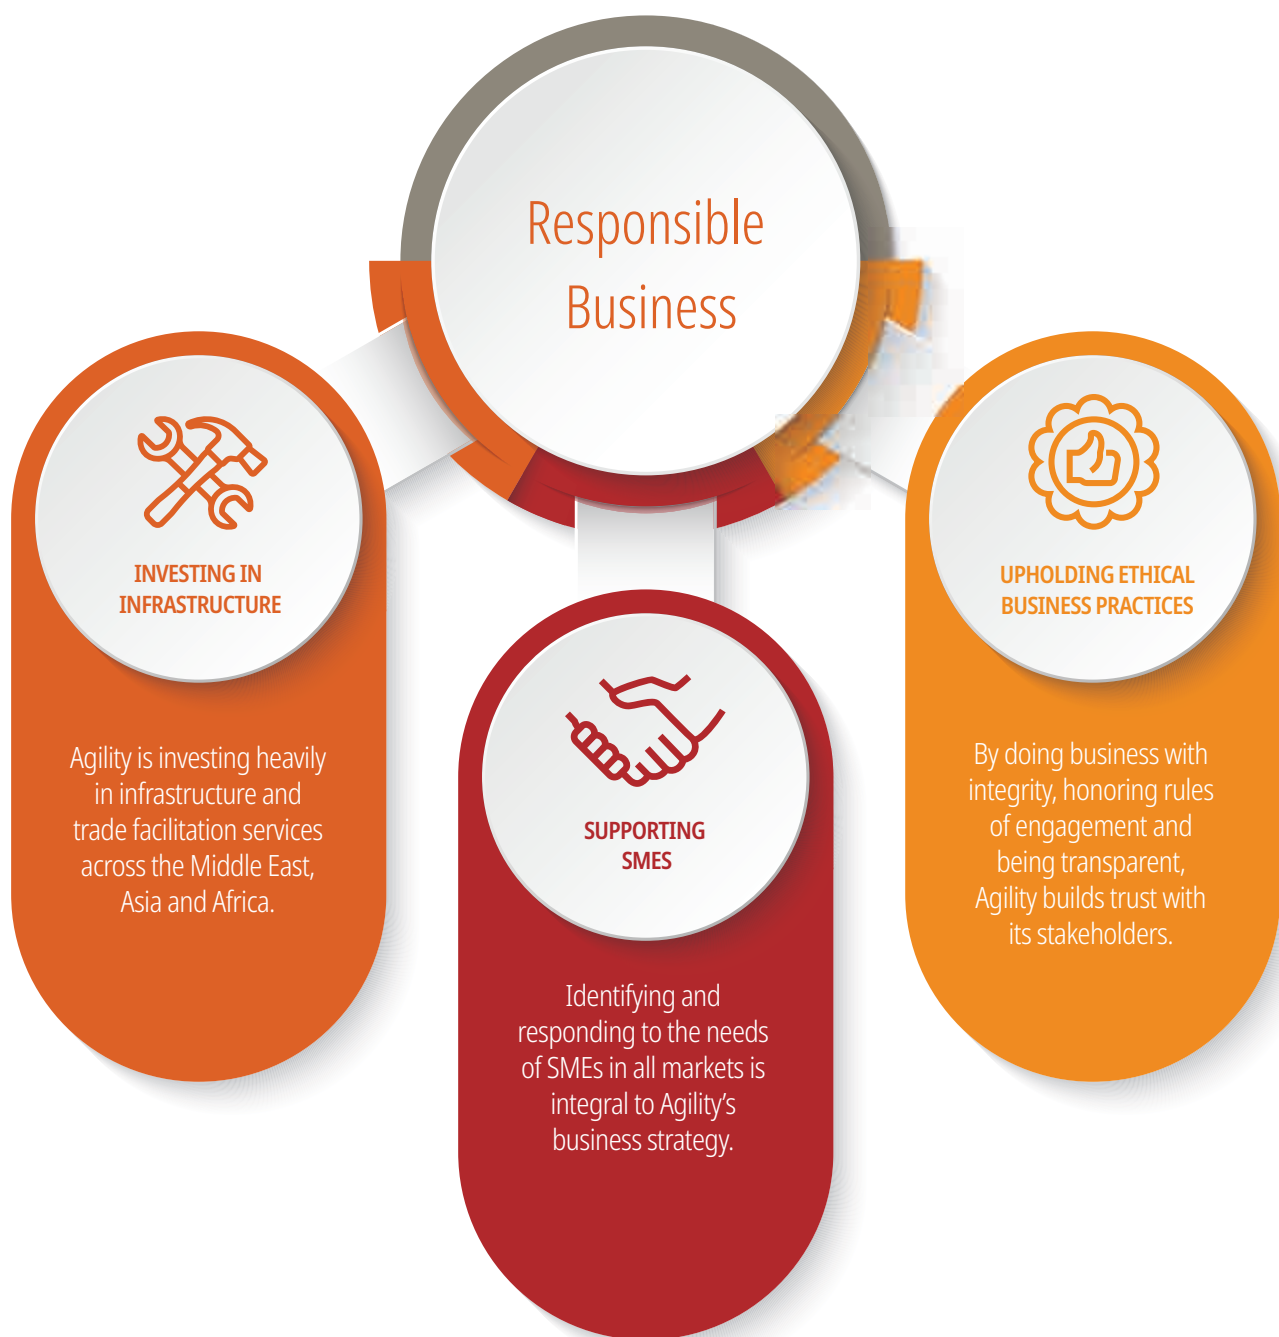 Responsible
Business
INVESTING IN
INFRASTRUCTURE
Agility is investing heavily
in infrastructure and
trade facilitation services
across the Middle East,
Asia and Africa.
SUPPORTING
SMES
Identifying and
responding to the needs
of SMEs in all markets is
integral to Agility’s
business strategy.
UPHOLDING ETHICAL
BUSINESS PRACTICES
By doing business with
integrity, honoring rules
of engagement and
being transparent,
Agility builds trust with
its stakeholders.